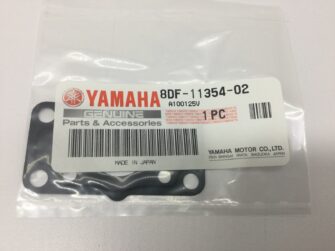 YAMAHA 8DF-11354-02
GENUINE A100125V
Parts & Accessories 1 PC
MADE IN JAPAN
YAMAHA MOTOR CO.,LTD.